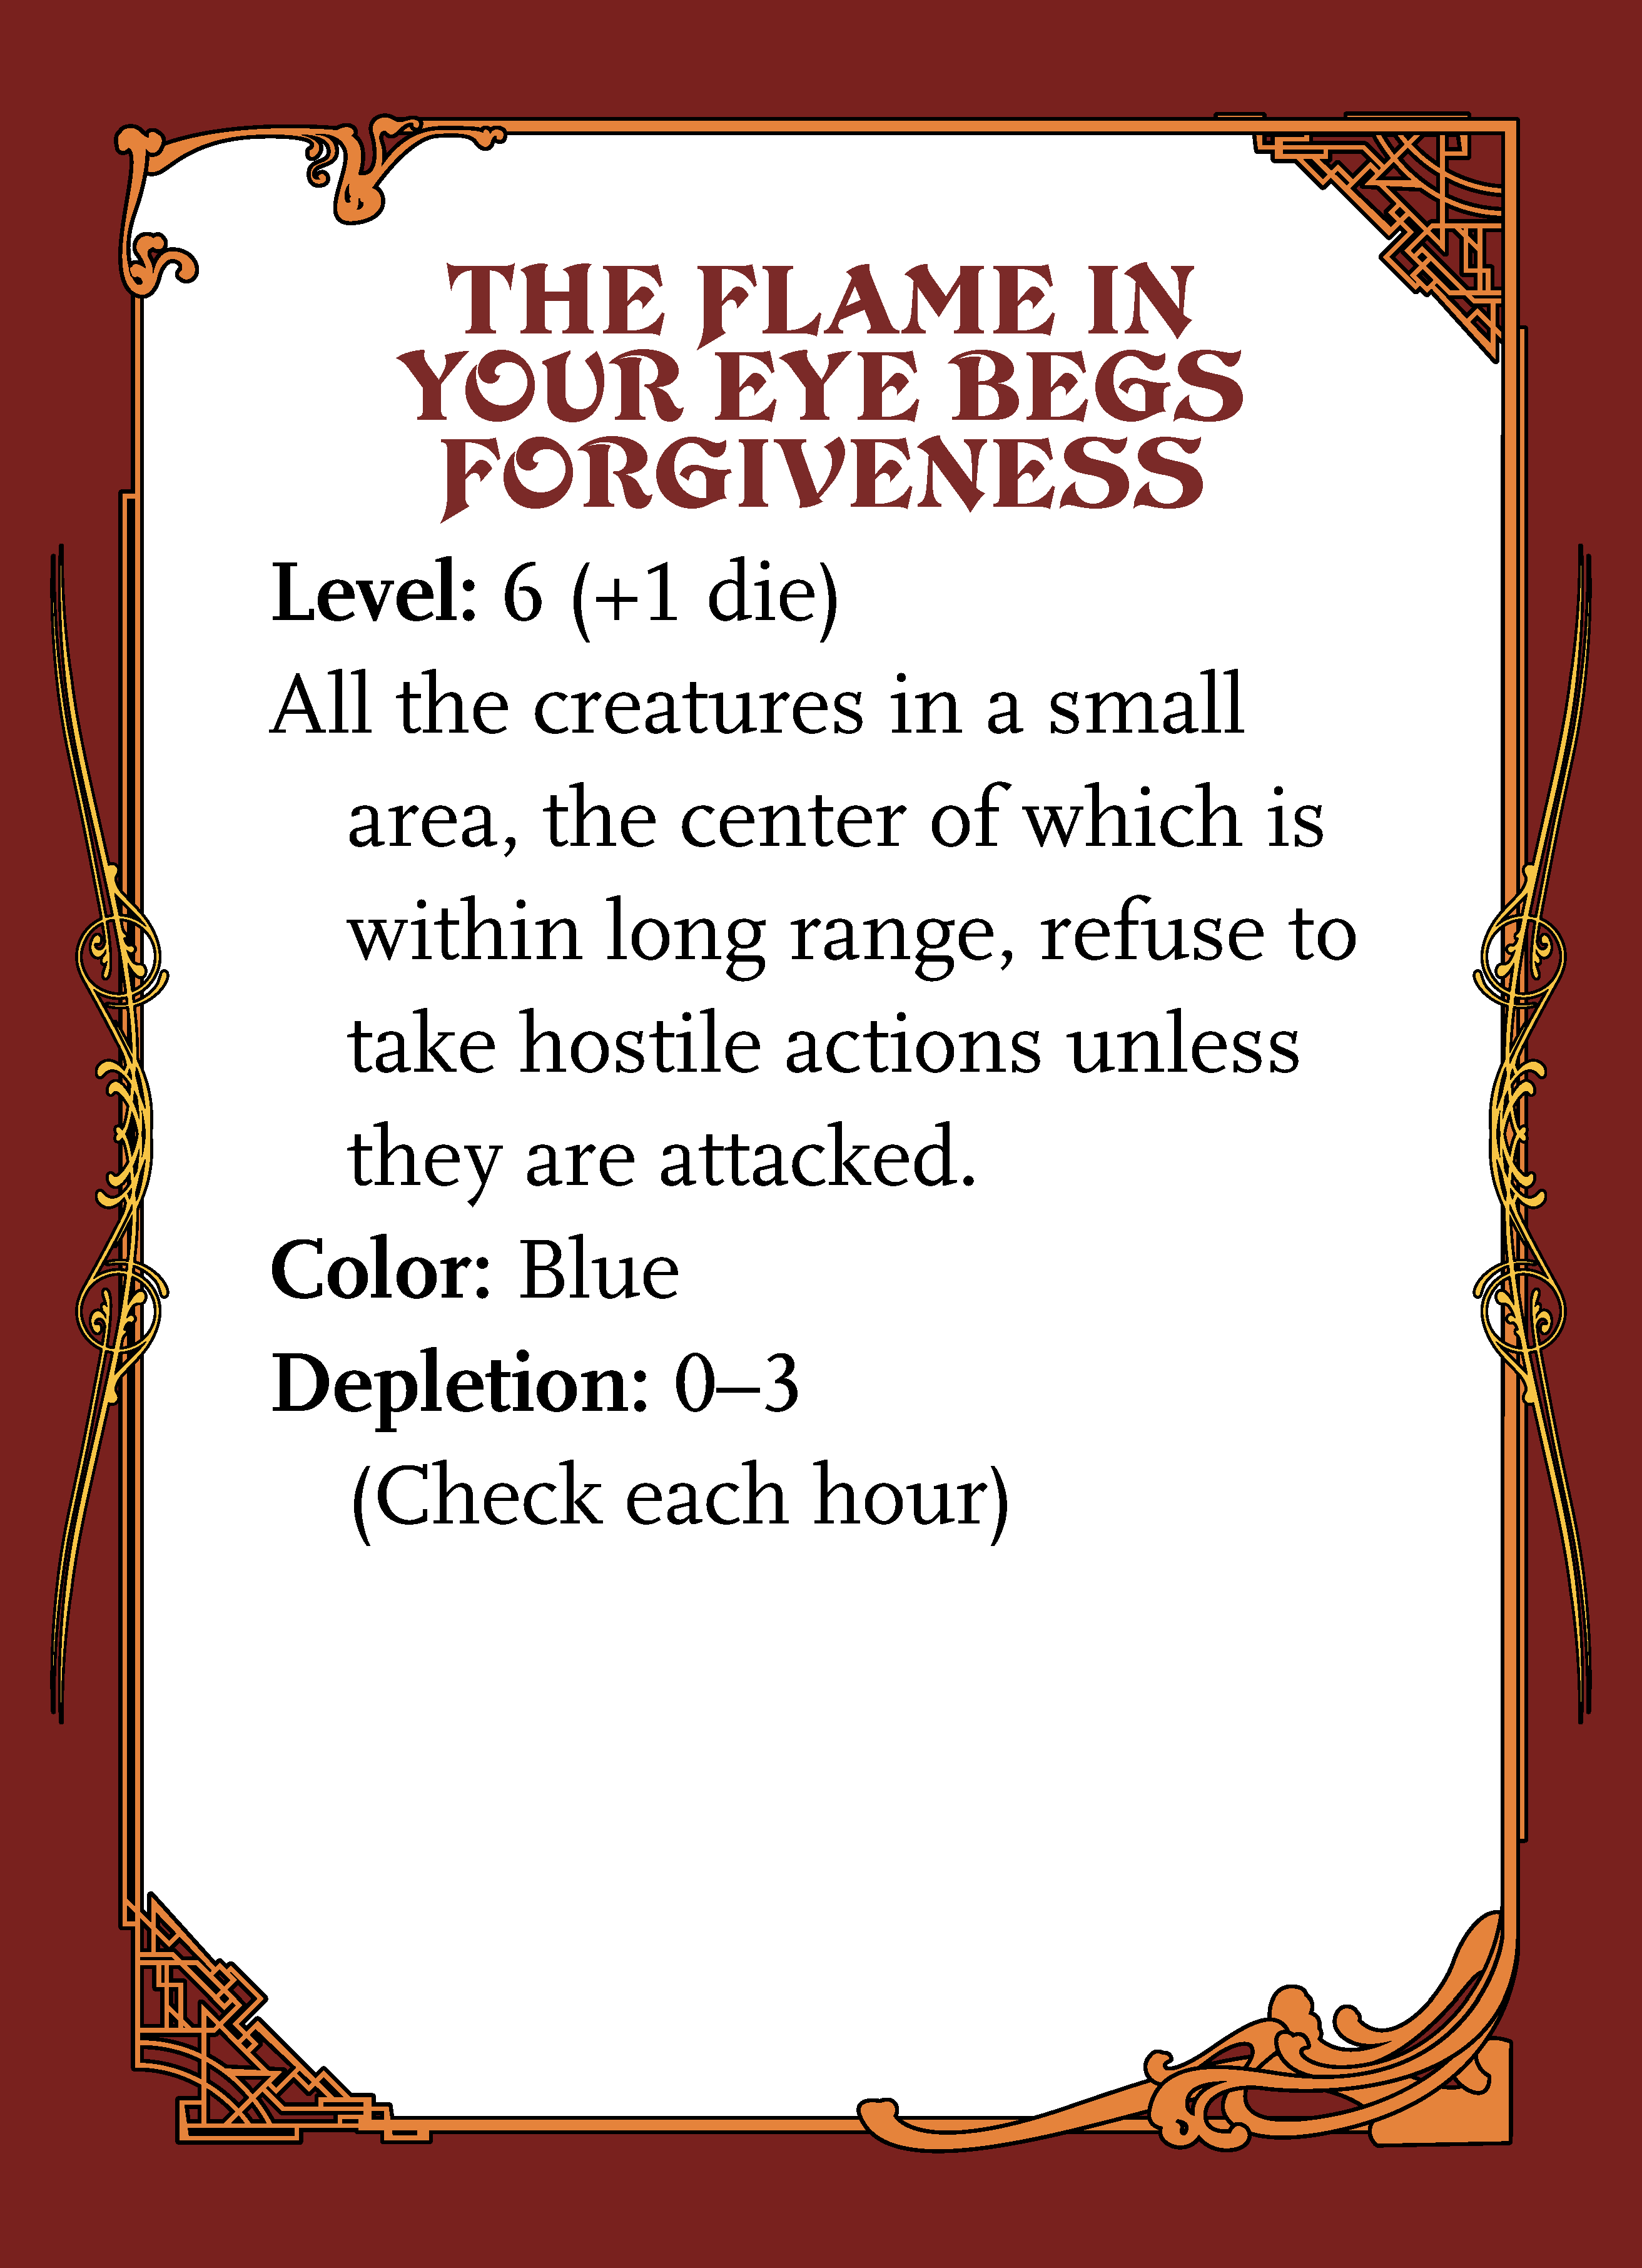 THE FLAME IN
YOUR EYE BEGS
FORGIVENESS
Level: 6 (+1 die)
All the creatures in a small
area, the center of which is
within long range, refuse to
take hostile actions unless
they are attacked.
Color: Blue
Depletion: 0–3
(Check each hour)